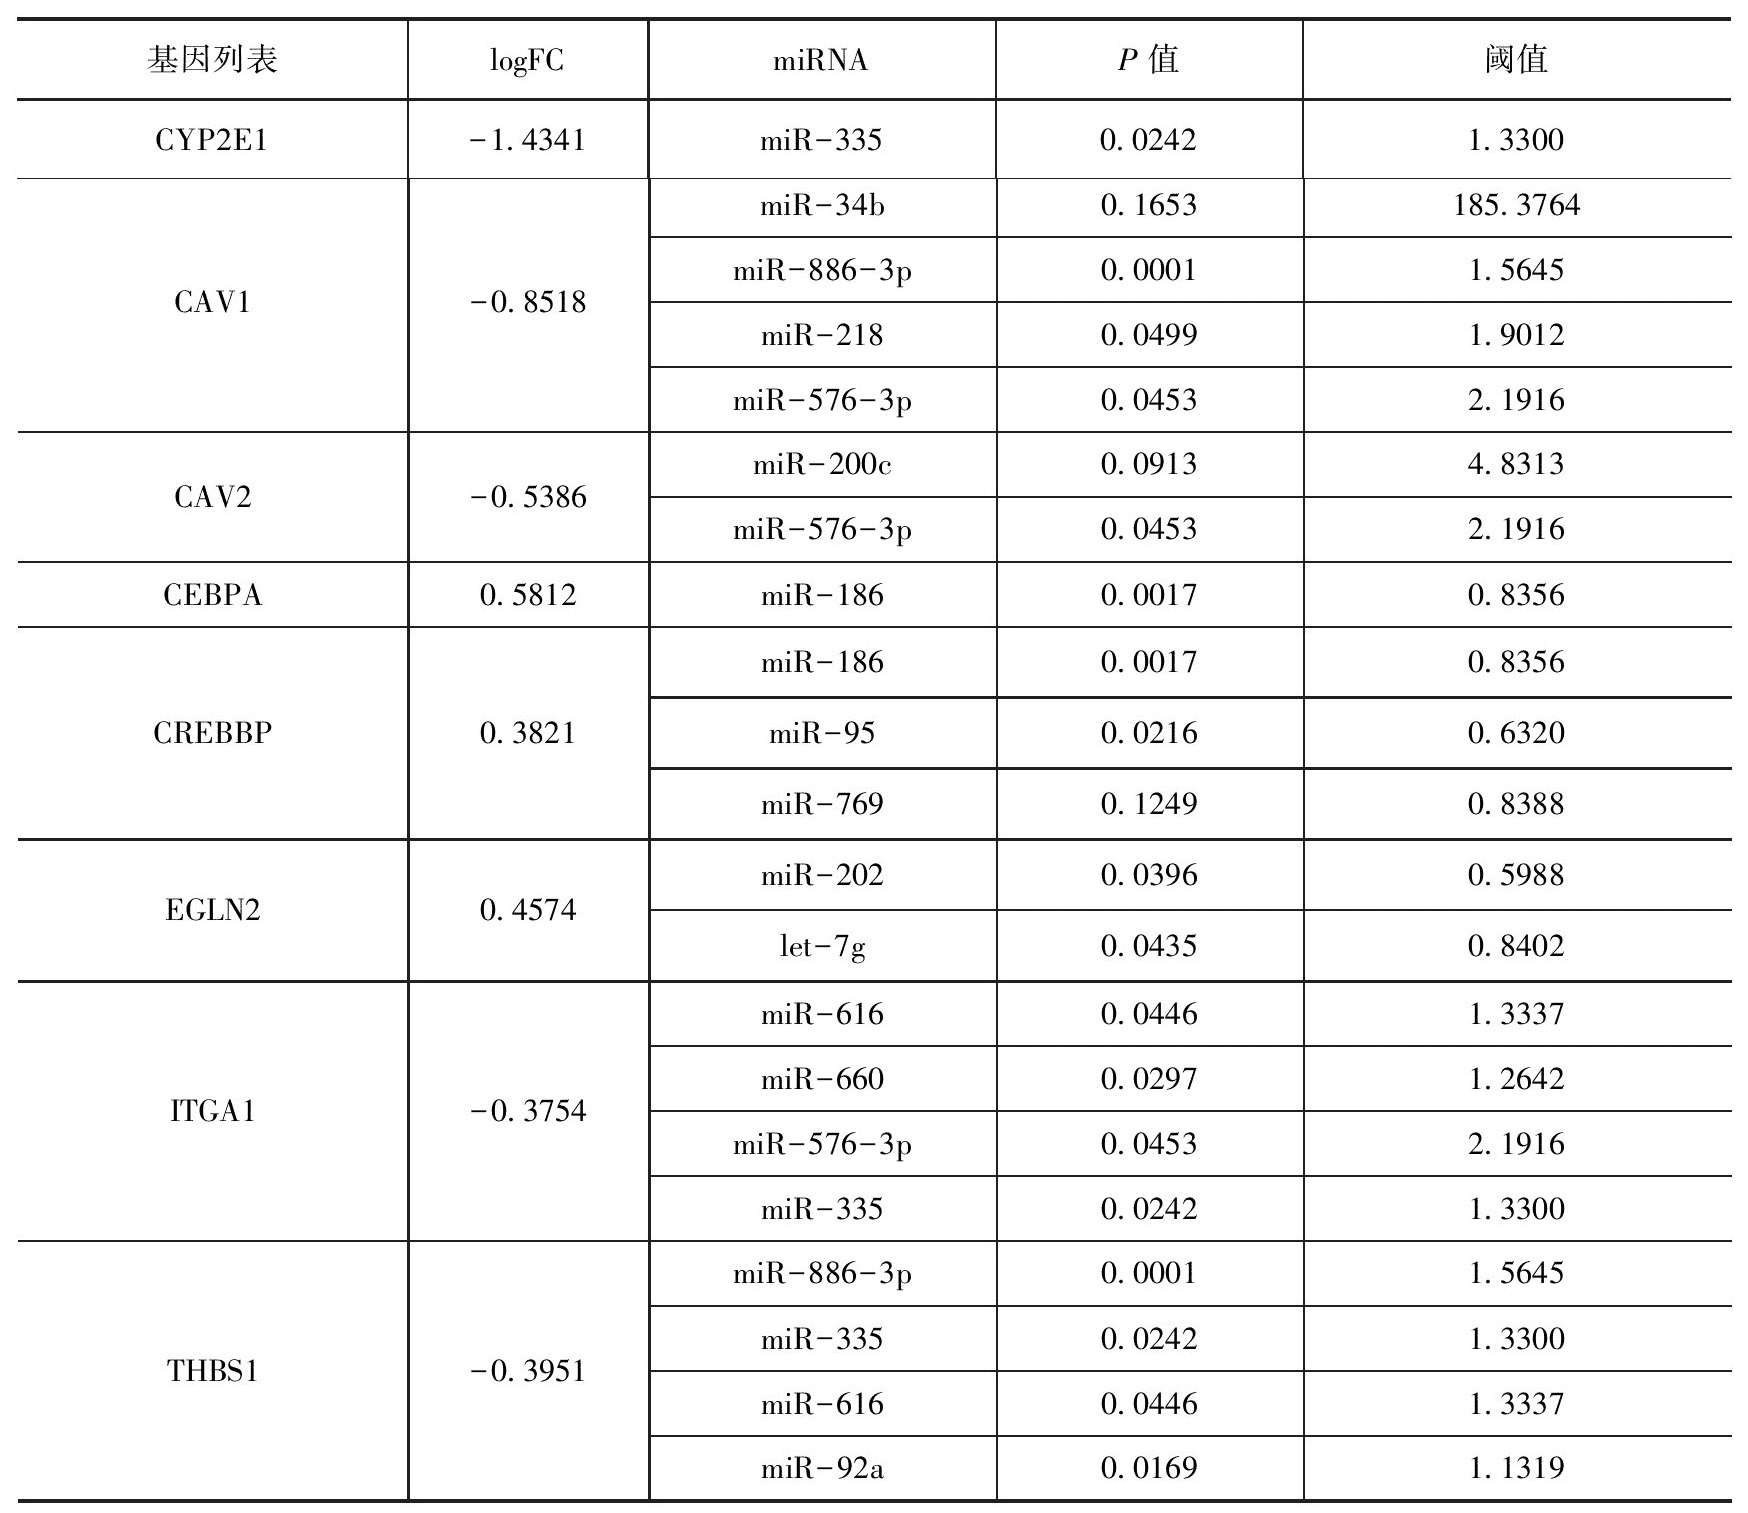 基因列表 logFC miRNA P 值 阈值
CYP2E1 -1.4341 miR-335 0.0242 1.3300
CAV1 -0.8518 miR-34b 0.1653 185.3764
miR-886-3p 0.0001 1.5645
miR-218 0.0499 1.9012
miR-576-3p 0.0453 2.1916
CAV2 -0.5386 miR-200c 0.0913 4.8313
miR-576-3p 0.0453 2.1916
CEBPA 0.5812 miR-186 0.0017 0.8356
CREBBP 0.3821 miR-186 0.0017 0.8356
miR-95 0.0216 0.6320
miR-769 0.1249 0.8388
EGLN2 0.4574 miR-202 0.0396 0.5988
let-7g 0.0435 0.8402
ITGA1 -0.3754 miR-616 0.0446 1.3337
miR-660 0.0297 1.2642
miR-576-3p 0.0453 2.1916
miR-335 0.0242 1.3300
THBS1 -0.3951 miR-886-3p 0.0001 1.5645
miR-335 0.0242 1.3300
miR-616 0.0446 1.3337
miR-92a 0.0169 1.1319